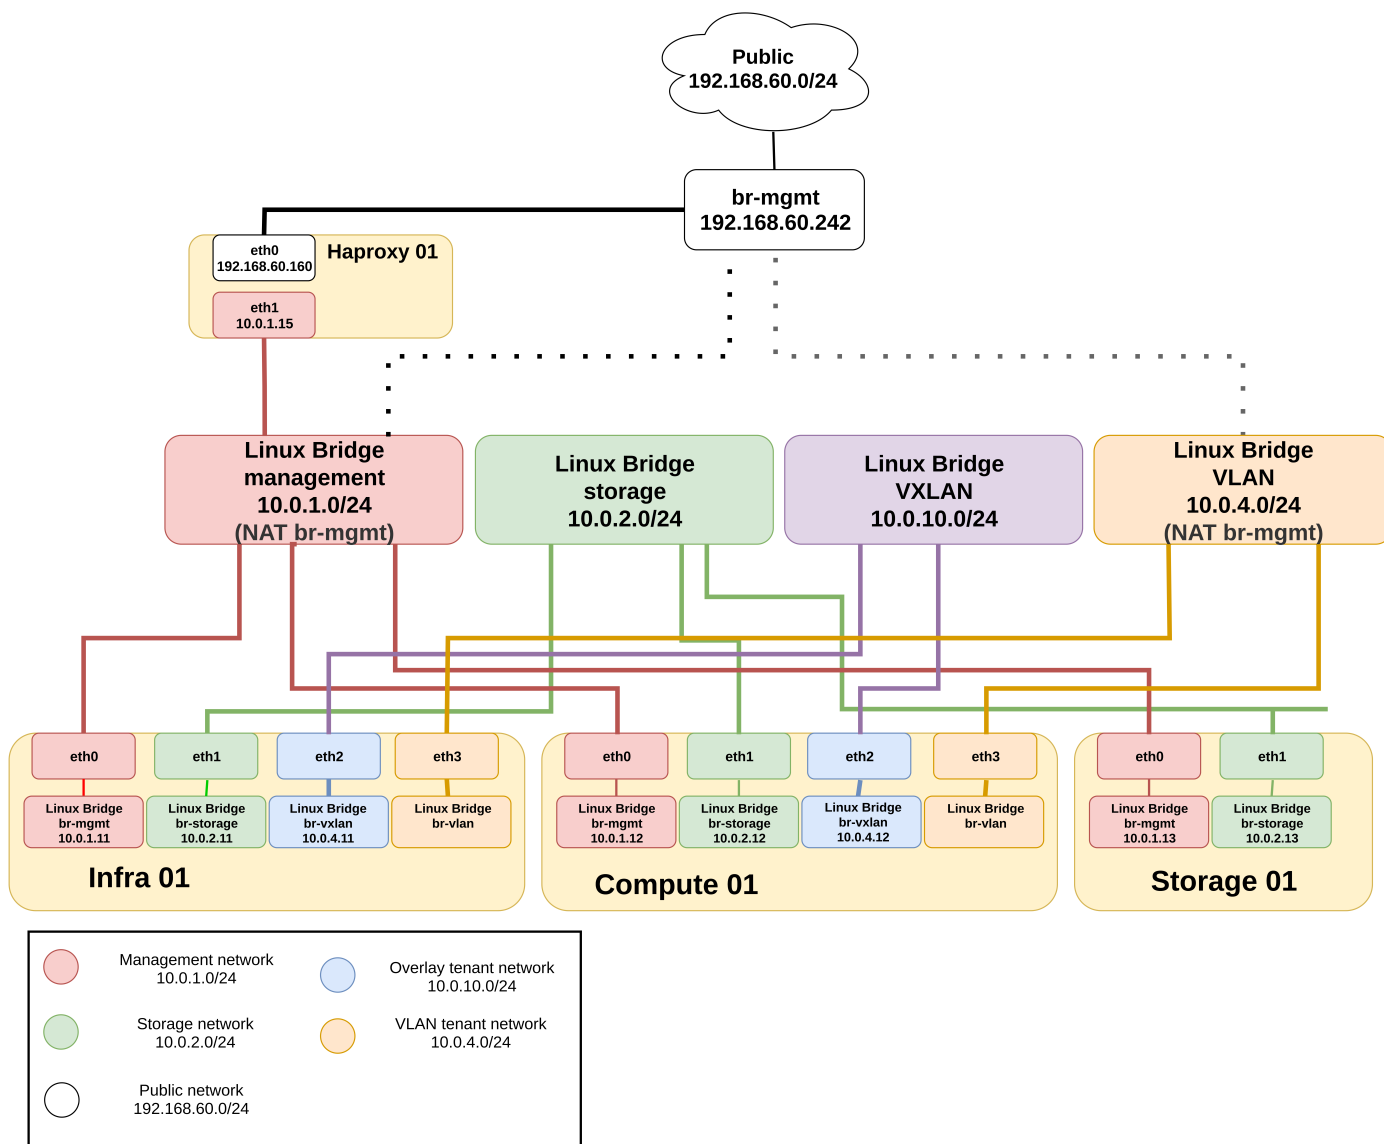 Public
192.168.60.0/24
br-mgmt
192.168.60.242
eth0
192.168.60.160
Haproxy 01
eth1
10.0.1.15
Linux Bridge
management
10.0.1.0/24
(NAT br-mgmt)
Linux Bridge
storage
10.0.2.0/24
Linux Bridge
VXLAN
10.0.10.0/24
Linux Bridge
VLAN
10.0.4.0/24
(NAT br-mgmt)
eth0
eth1
eth2
eth3
Linux Bridge
br-mgmt
10.0.1.11
Linux Bridge
br-storage
10.0.2.11
Linux Bridge
br-vxlan
10.0.4.11
Linux Bridge
br-vlan
Infra 01
eth0
eth1
eth2
eth3
Linux Bridge
br-mgmt
10.0.1.12
Linux Bridge
br-storage
10.0.2.12
Linux Bridge
br-vxlan
10.0.4.12
Linux Bridge
br-vlan
Compute 01
eth0
eth1
Linux Bridge
br-mgmt
10.0.1.13
Linux Bridge
br-storage
10.0.2.13
Storage 01
Management network
10.0.1.0/24
Overlay tenant network
10.0.10.0/24
Storage network
10.0.2.0/24
VLAN tenant network
10.0.4.0/24
Public network
192.168.60.0/24